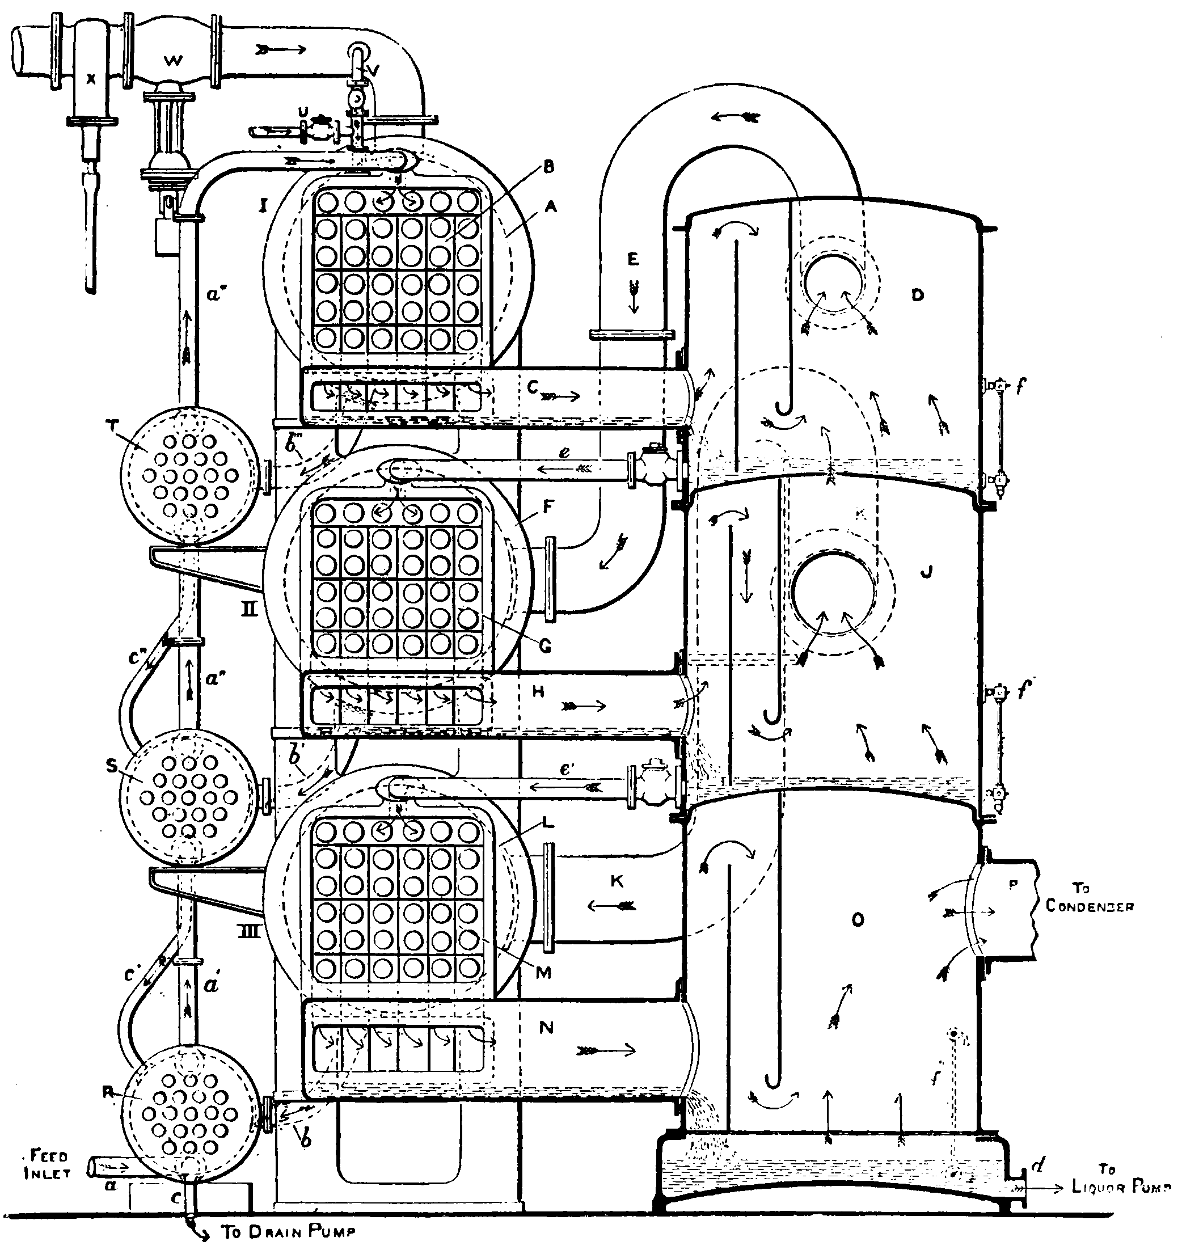 W
X
V
U
B
I
A
E
D
a'''
C
f
T
b''
e
F
K
J
II
G
c''
a''
H
f'
S
b'
e'
L
K
P
TO
CONDENSER
O
III
M
c'
a'
N
f''
R
b
FEED
INLET
a
c
d
TO
LIQUOR PUMP
TO DRAIN PUMP